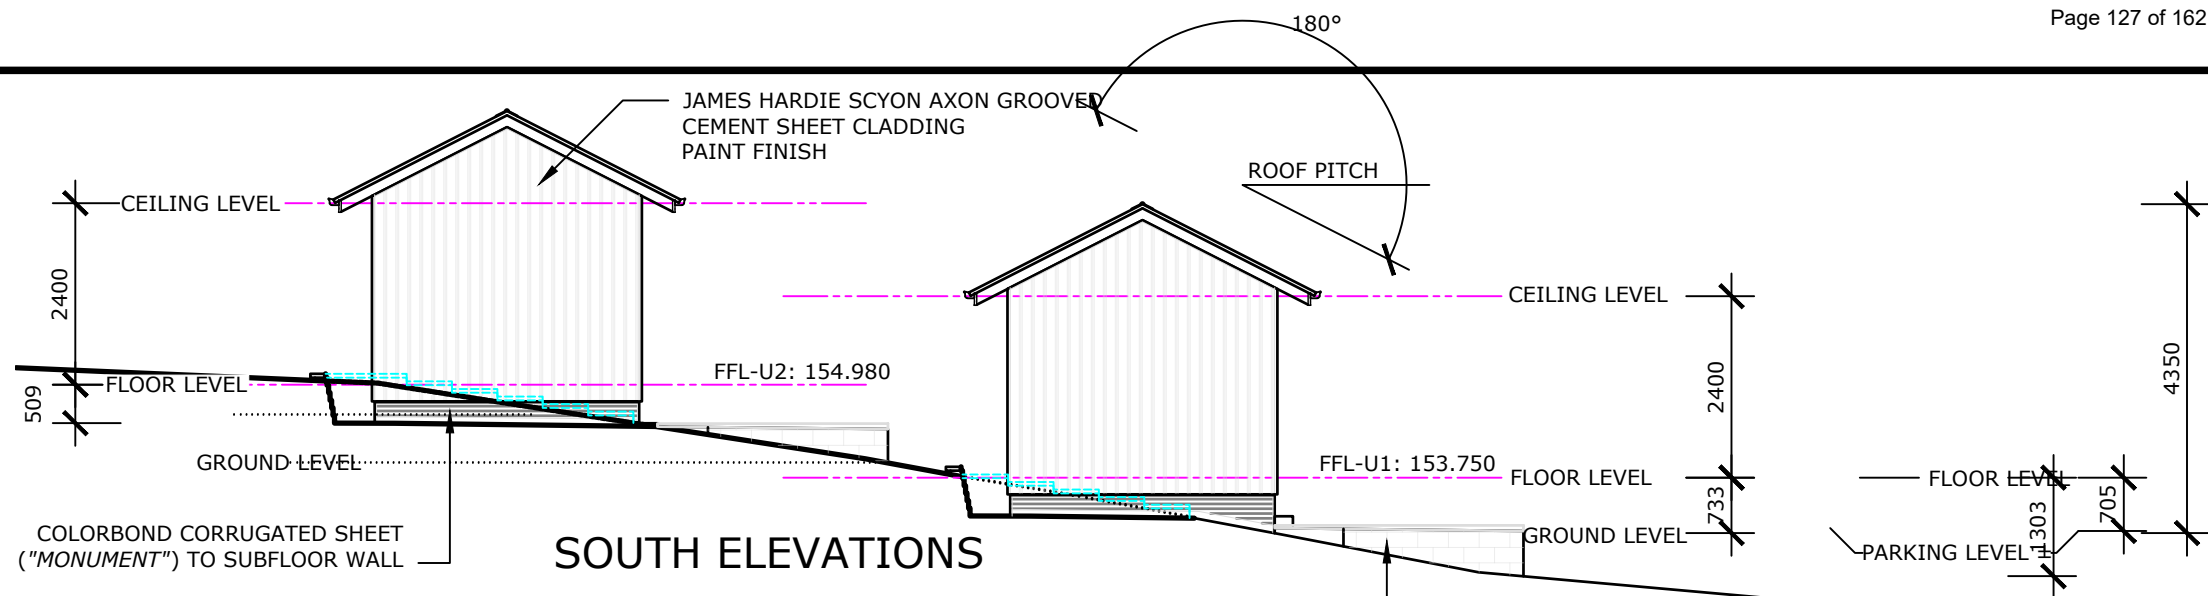 Page 127 of 162
180°
JAMES HARDIE SCYON AXON GROOVED
CEMENT SHEET CLADDING
PAINT FINISH
ROOF PITCH
CEILING LEVEL
CEILING LEVEL
2400
2400
4350
FFL-U2: 154.980
FLOOR LEVEL
509
GROUND LEVEL
FFL-U1: 153.750
FLOOR LEVEL
FLOOR LEVEL
733
705
1303
GROUND LEVEL
PARKING LEVEL
COLORBOND CORRUGATED SHEET
("MONUMENT") TO SUBFLOOR WALL
SOUTH ELEVATIONS